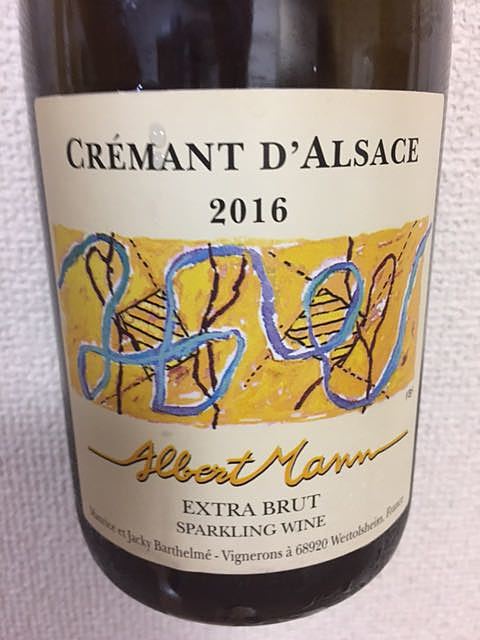 CRÉMANT D'ALSACE
2016
Albert Mann
EXTRA BRUT
SPARKLING WINE
Maurice et Jacky Barthelmé - Vignerons à 68920 Wettolsheim, France